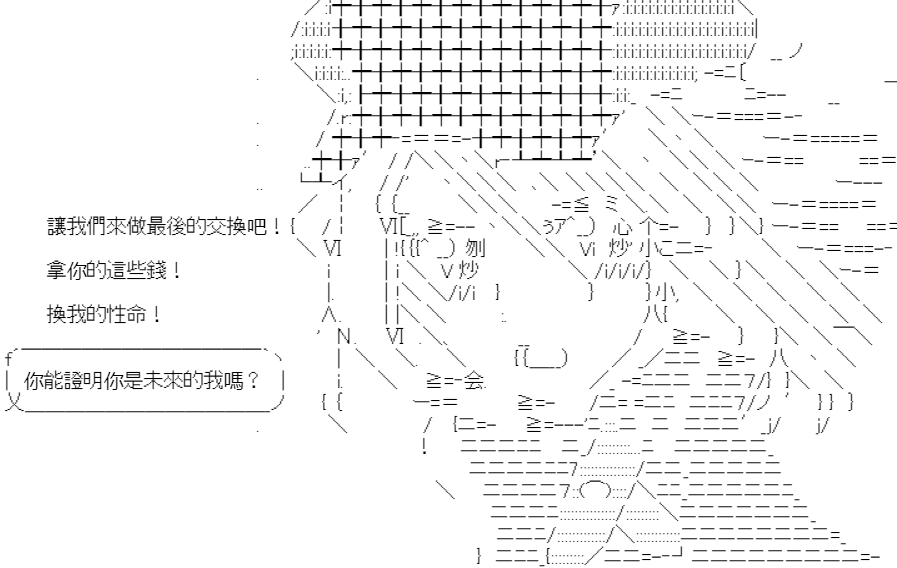 讓我們來做最後的交換吧！
拿你的這些錢！
換我的性命！
你能證明你是未來的我嗎？